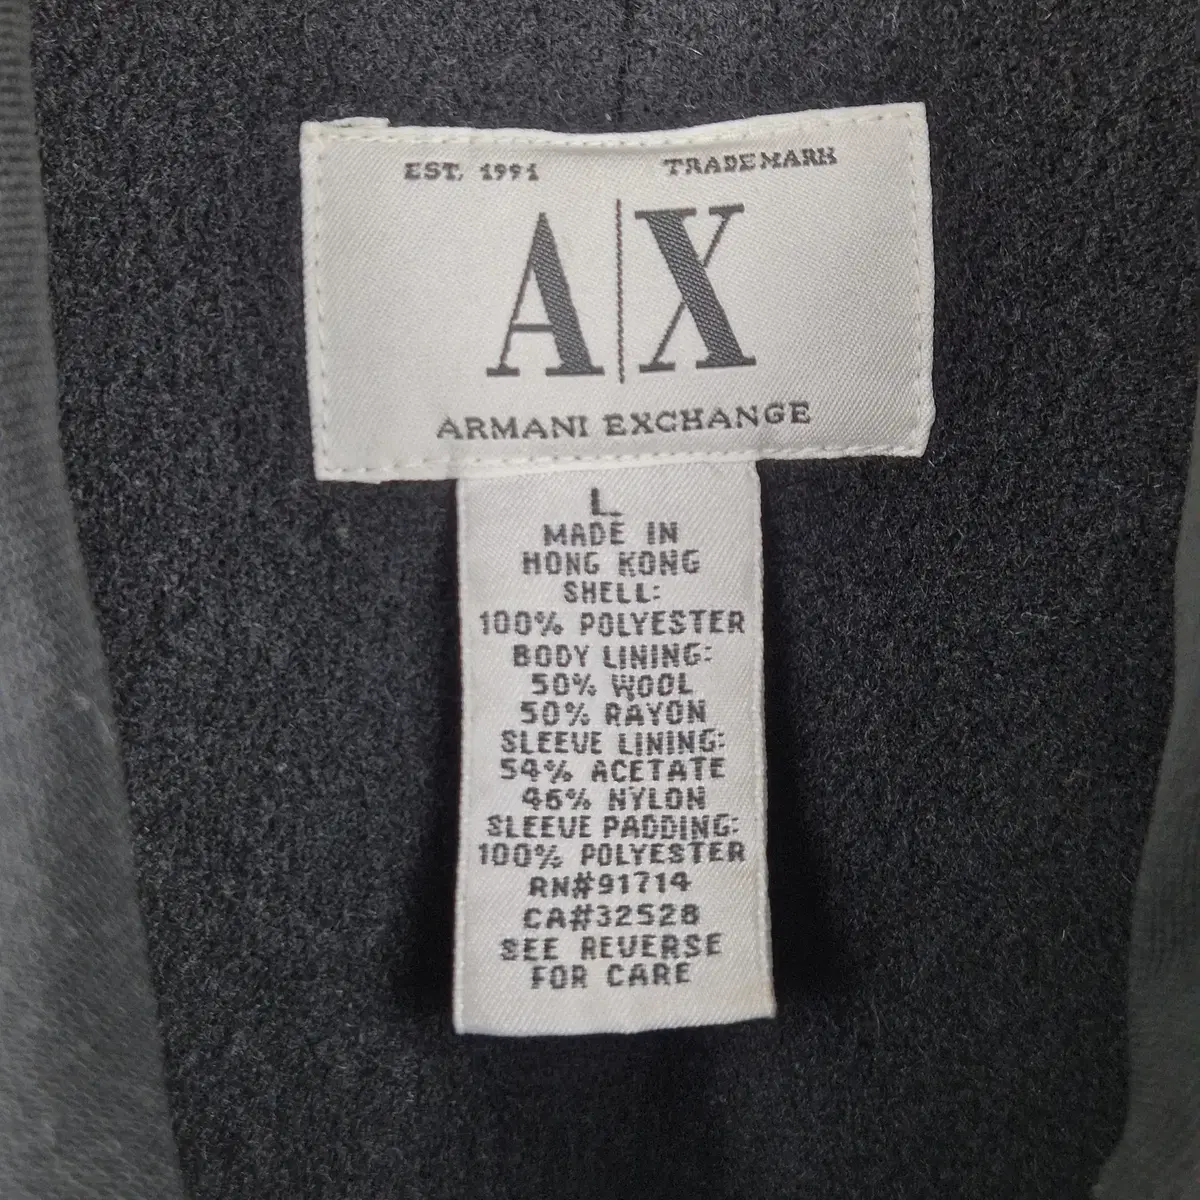 EST. 1991 TRADEMARK
A|X
ARMANI EXCHANGE
L
MADE IN
HONG KONG
SHELL:
100% POLYESTER
BODY LINING:
50% WOOL
50% RAYON
SLEEVE LINING:
54% ACETATE
46% NYLON
SLEEVE PADDING:
100% POLYESTER
RN#91714
CA#32528
SEE REVERSE
FOR CARE